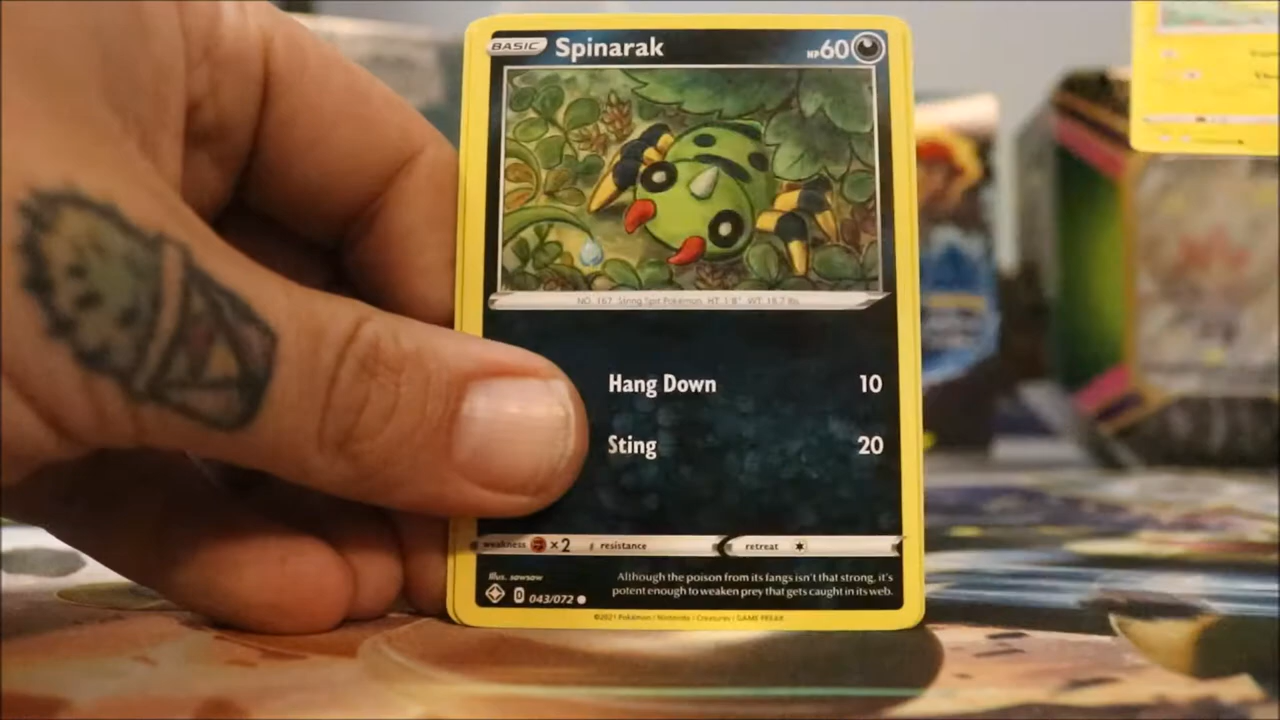 BASIC Spinarak HP60
NO. 167 String Spit Pokémon HT: 1'8" WT: 18.7 lbs.
Hang Down 10
Sting 20
weakness ×2 resistance retreat
Illus. sowsow
Although the poison from its fangs isn't that strong, it's
potent enough to weaken prey that gets caught in its web.
D 043/072
©2021 Pokémon / Nintendo / Creatures / GAME FREAK